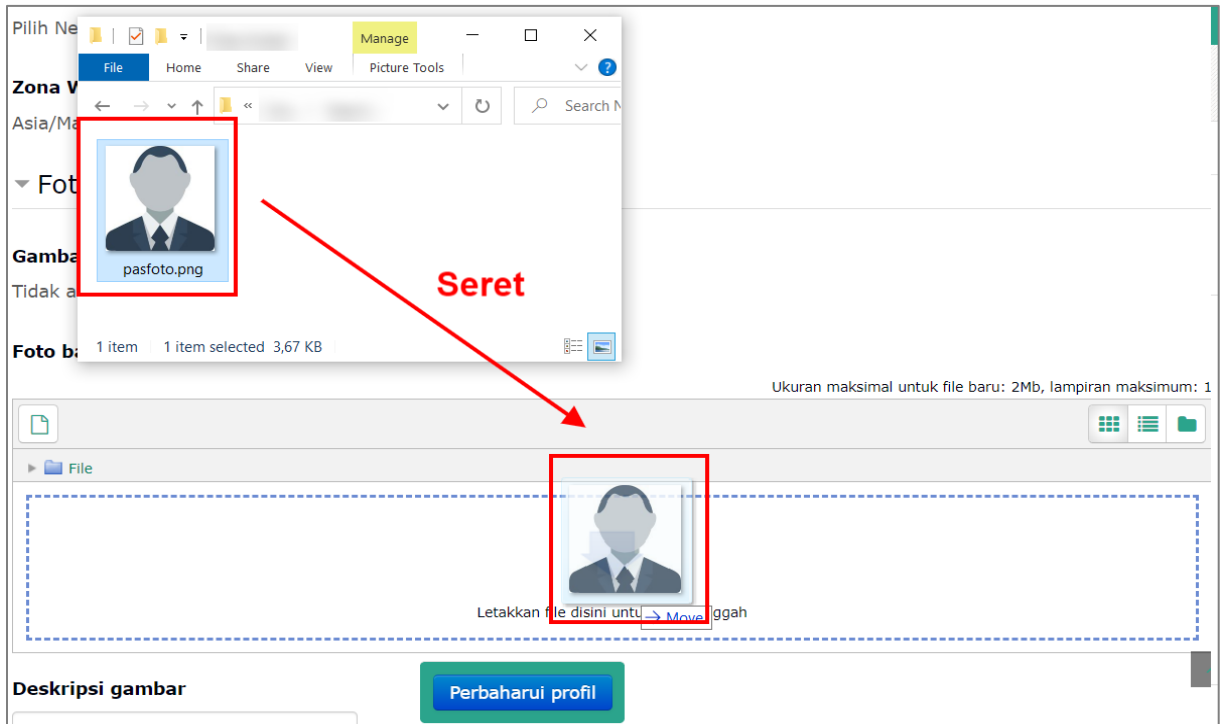 Pilih Ne
Manage
File Home Share View Picture Tools
Zona W
« Search N
Asia/Ma
Fot
Gamba
pasfoto.png
Tidak a
Seret
1 item 1 item selected 3,67 KB
Foto ba
Ukuran maksimal untuk file baru: 2Mb, lampiran maksimum: 1
File
Letakkan file disini untu → Move ggah
Deskripsi gambar
Perbaharui profil